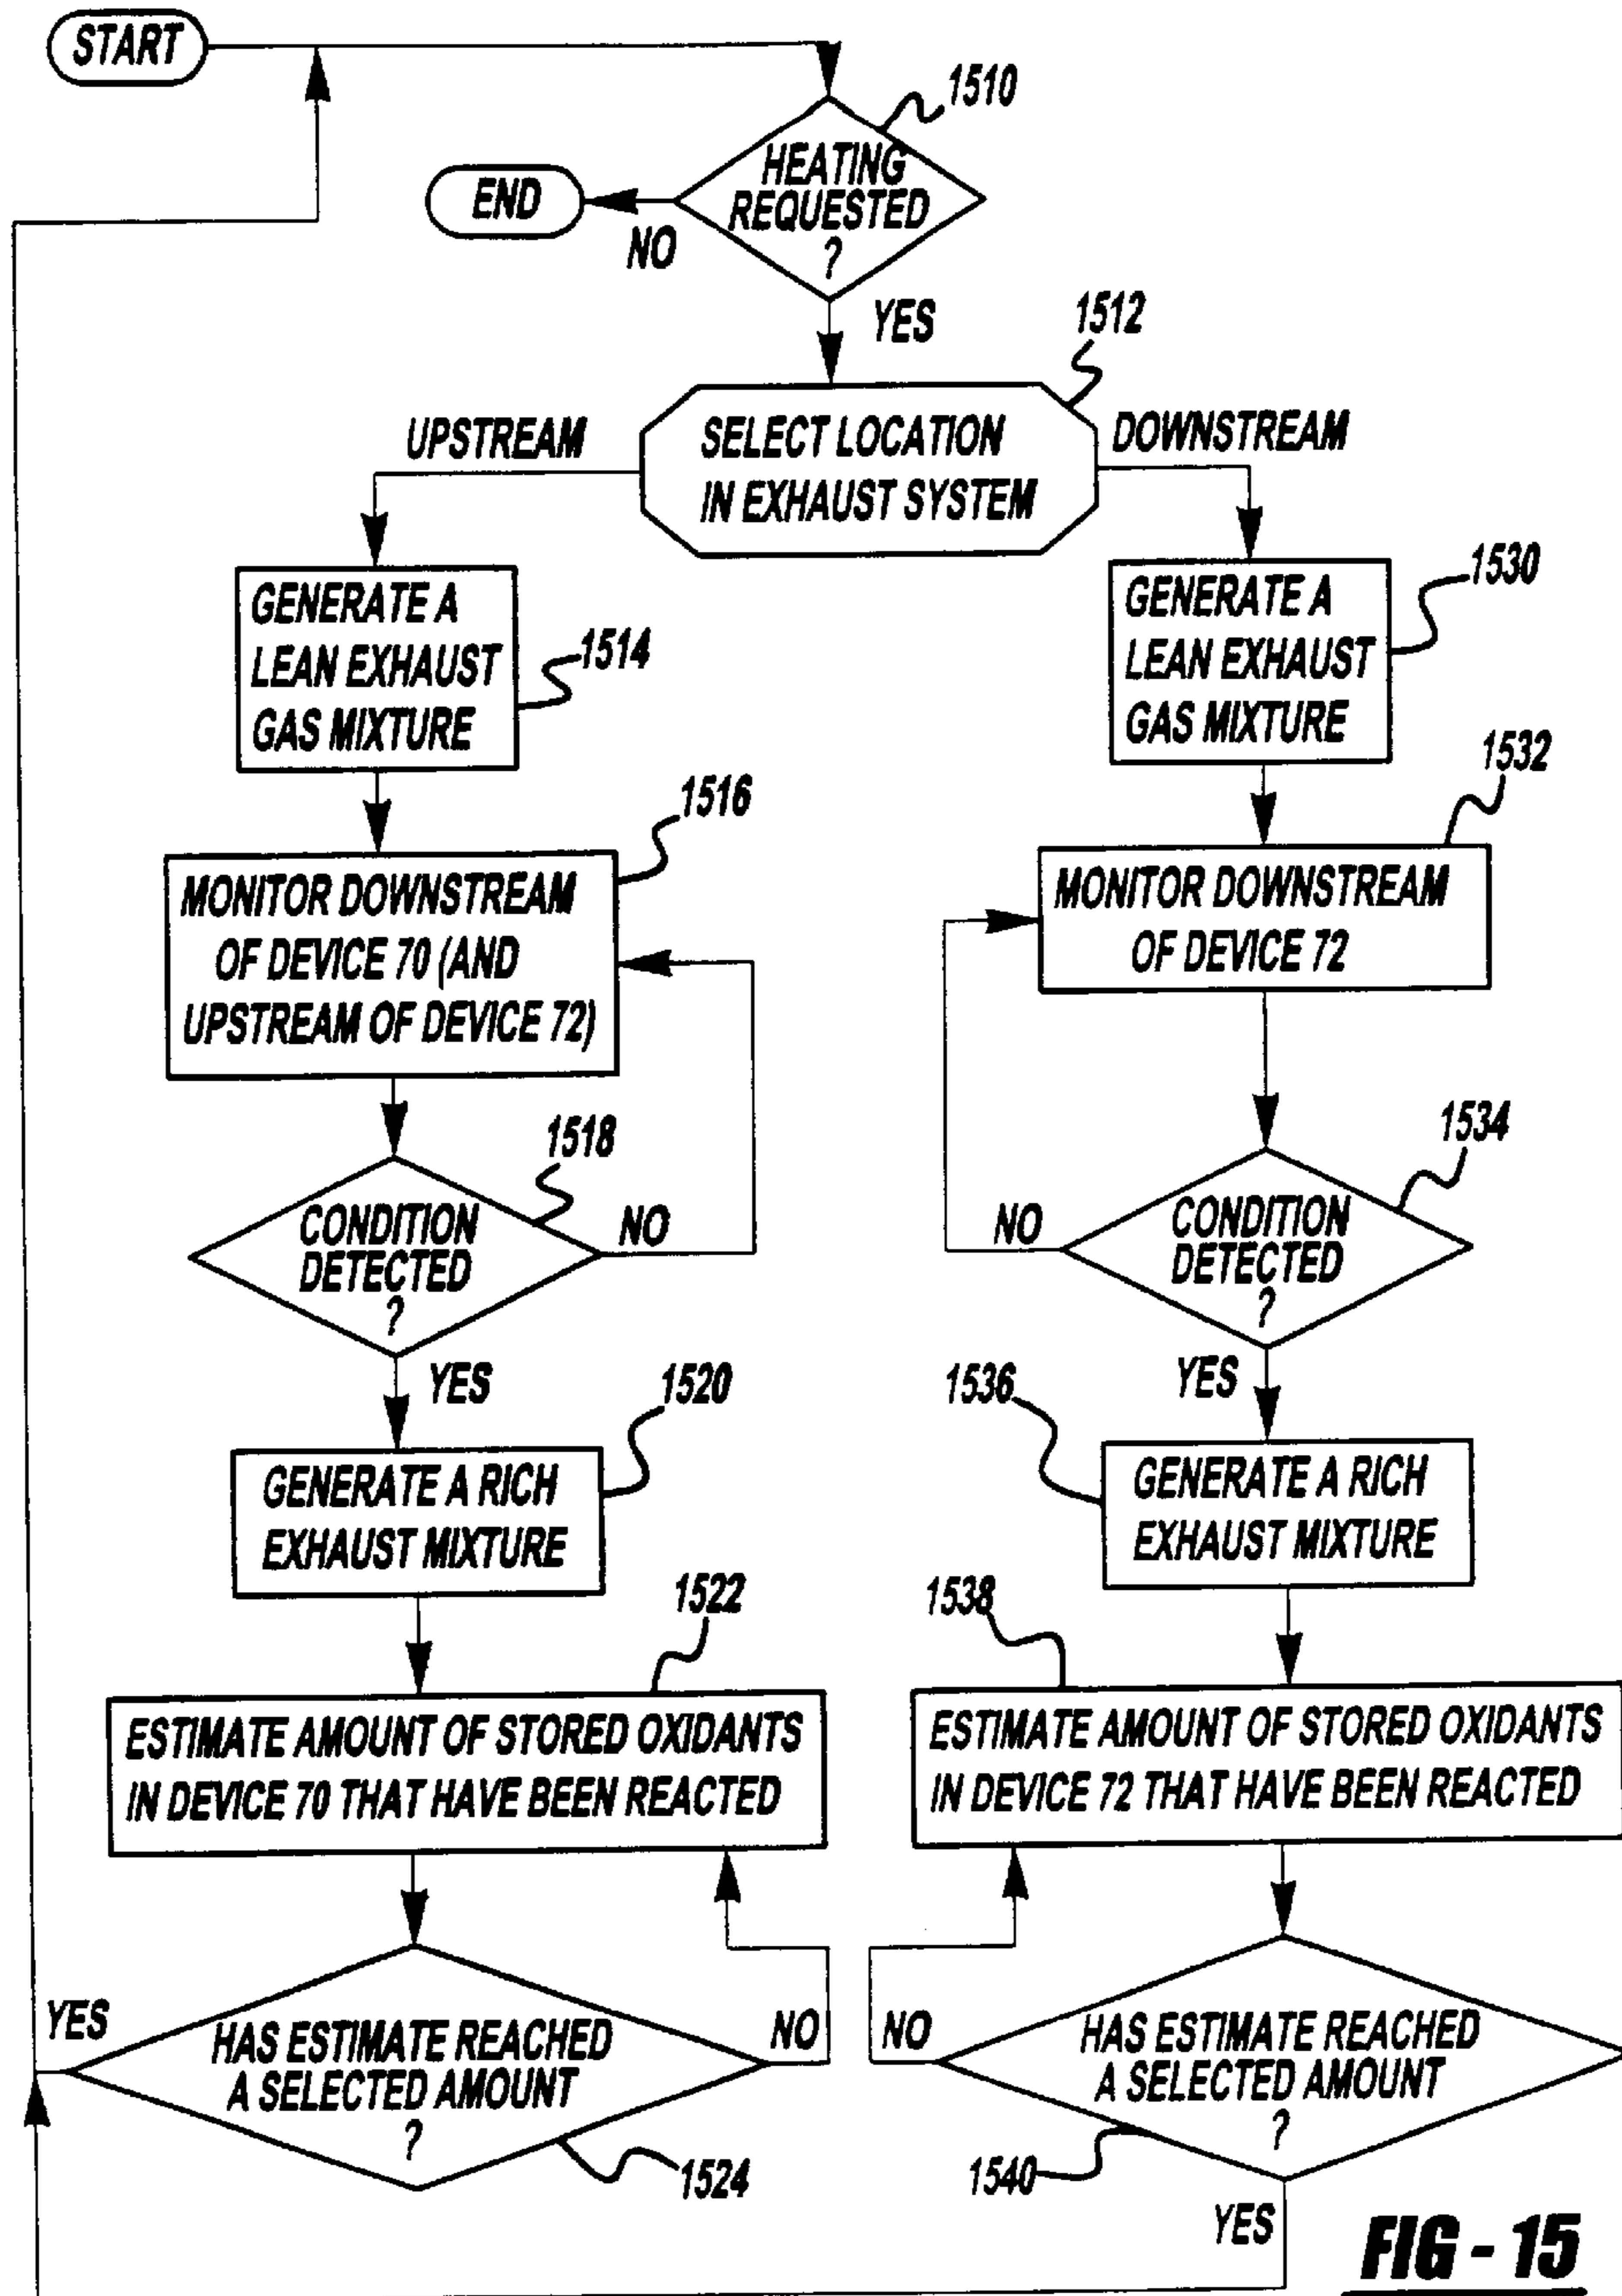 START
1510
HEATING
REQUESTED
?
END
NO
YES
1512
UPSTREAM
SELECT LOCATION
IN EXHAUST SYSTEM
DOWNSTREAM
GENERATE A
LEAN EXHAUST
GAS MIXTURE
1514
GENERATE A
LEAN EXHAUST
GAS MIXTURE
1530
1516
MONITOR DOWNSTREAM
OF DEVICE 70 (AND
UPSTREAM OF DEVICE 72)
1532
MONITOR DOWNSTREAM
OF DEVICE 72
1518
CONDITION
DETECTED
?
NO
YES
1534
CONDITION
DETECTED
?
NO
YES
1520
GENERATE A RICH
EXHAUST MIXTURE
1536
GENERATE A RICH
EXHAUST MIXTURE
1522
ESTIMATE AMOUNT OF STORED OXIDANTS
IN DEVICE 70 THAT HAVE BEEN REACTED
1538
ESTIMATE AMOUNT OF STORED OXIDANTS
IN DEVICE 72 THAT HAVE BEEN REACTED
YES
HAS ESTIMATE REACHED
A SELECTED AMOUNT
?
NO
1524
NO
HAS ESTIMATE REACHED
A SELECTED AMOUNT
?
1540
YES
FIG - 15